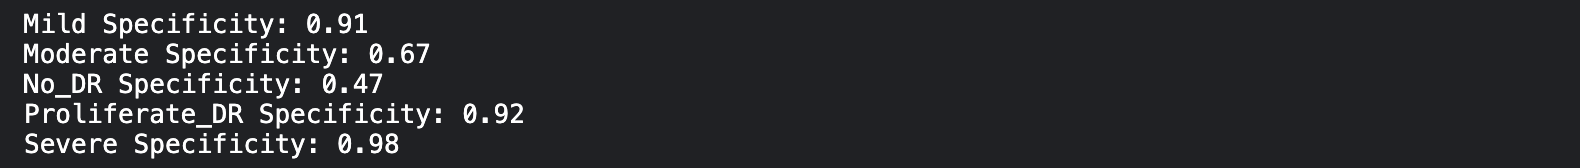 Mild Specificity: 0.91
Moderate Specificity: 0.67
No_DR Specificity: 0.47
Proliferate_DR Specificity: 0.92
Severe Specificity: 0.98